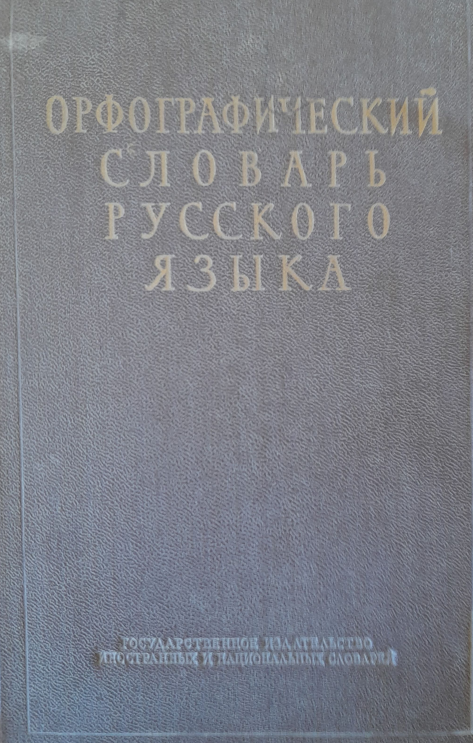 ОРФОГРАФИЧЕСКИЙ
СЛОВАРЬ
РУССКОГО
ЯЗЫКА
ГОСУДАРСТВЕННОЕ ИЗДАТЕЛЬСТВО
ИНОСТРАННЫХ И НАЦИОНАЛЬНЫХ СЛОВАРЕЙ